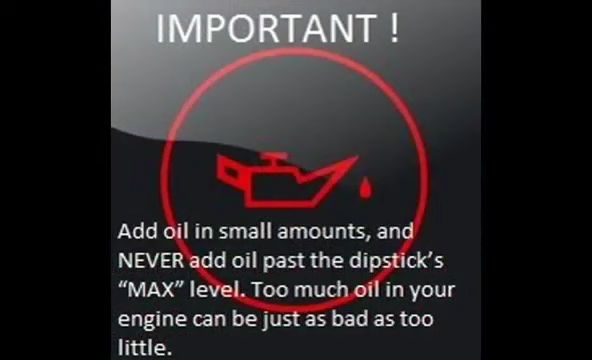 IMPORTANT !
Add oil in small amounts, and
NEVER add oil past the dipstick's
“MAX” level. Too much oil in your
engine can be just as bad as too
little.